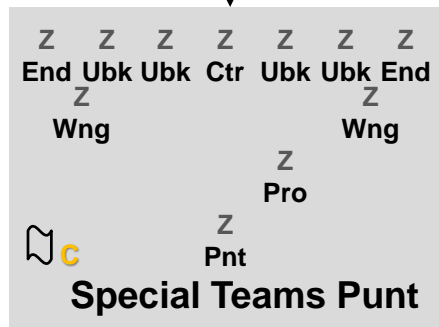 Z Z Z Z Z Z Z
End Ubk Ubk Ctr Ubk Ubk End
Z Z
Wng Wng
Z
Pro
Z
Pnt
C
Special Teams Punt